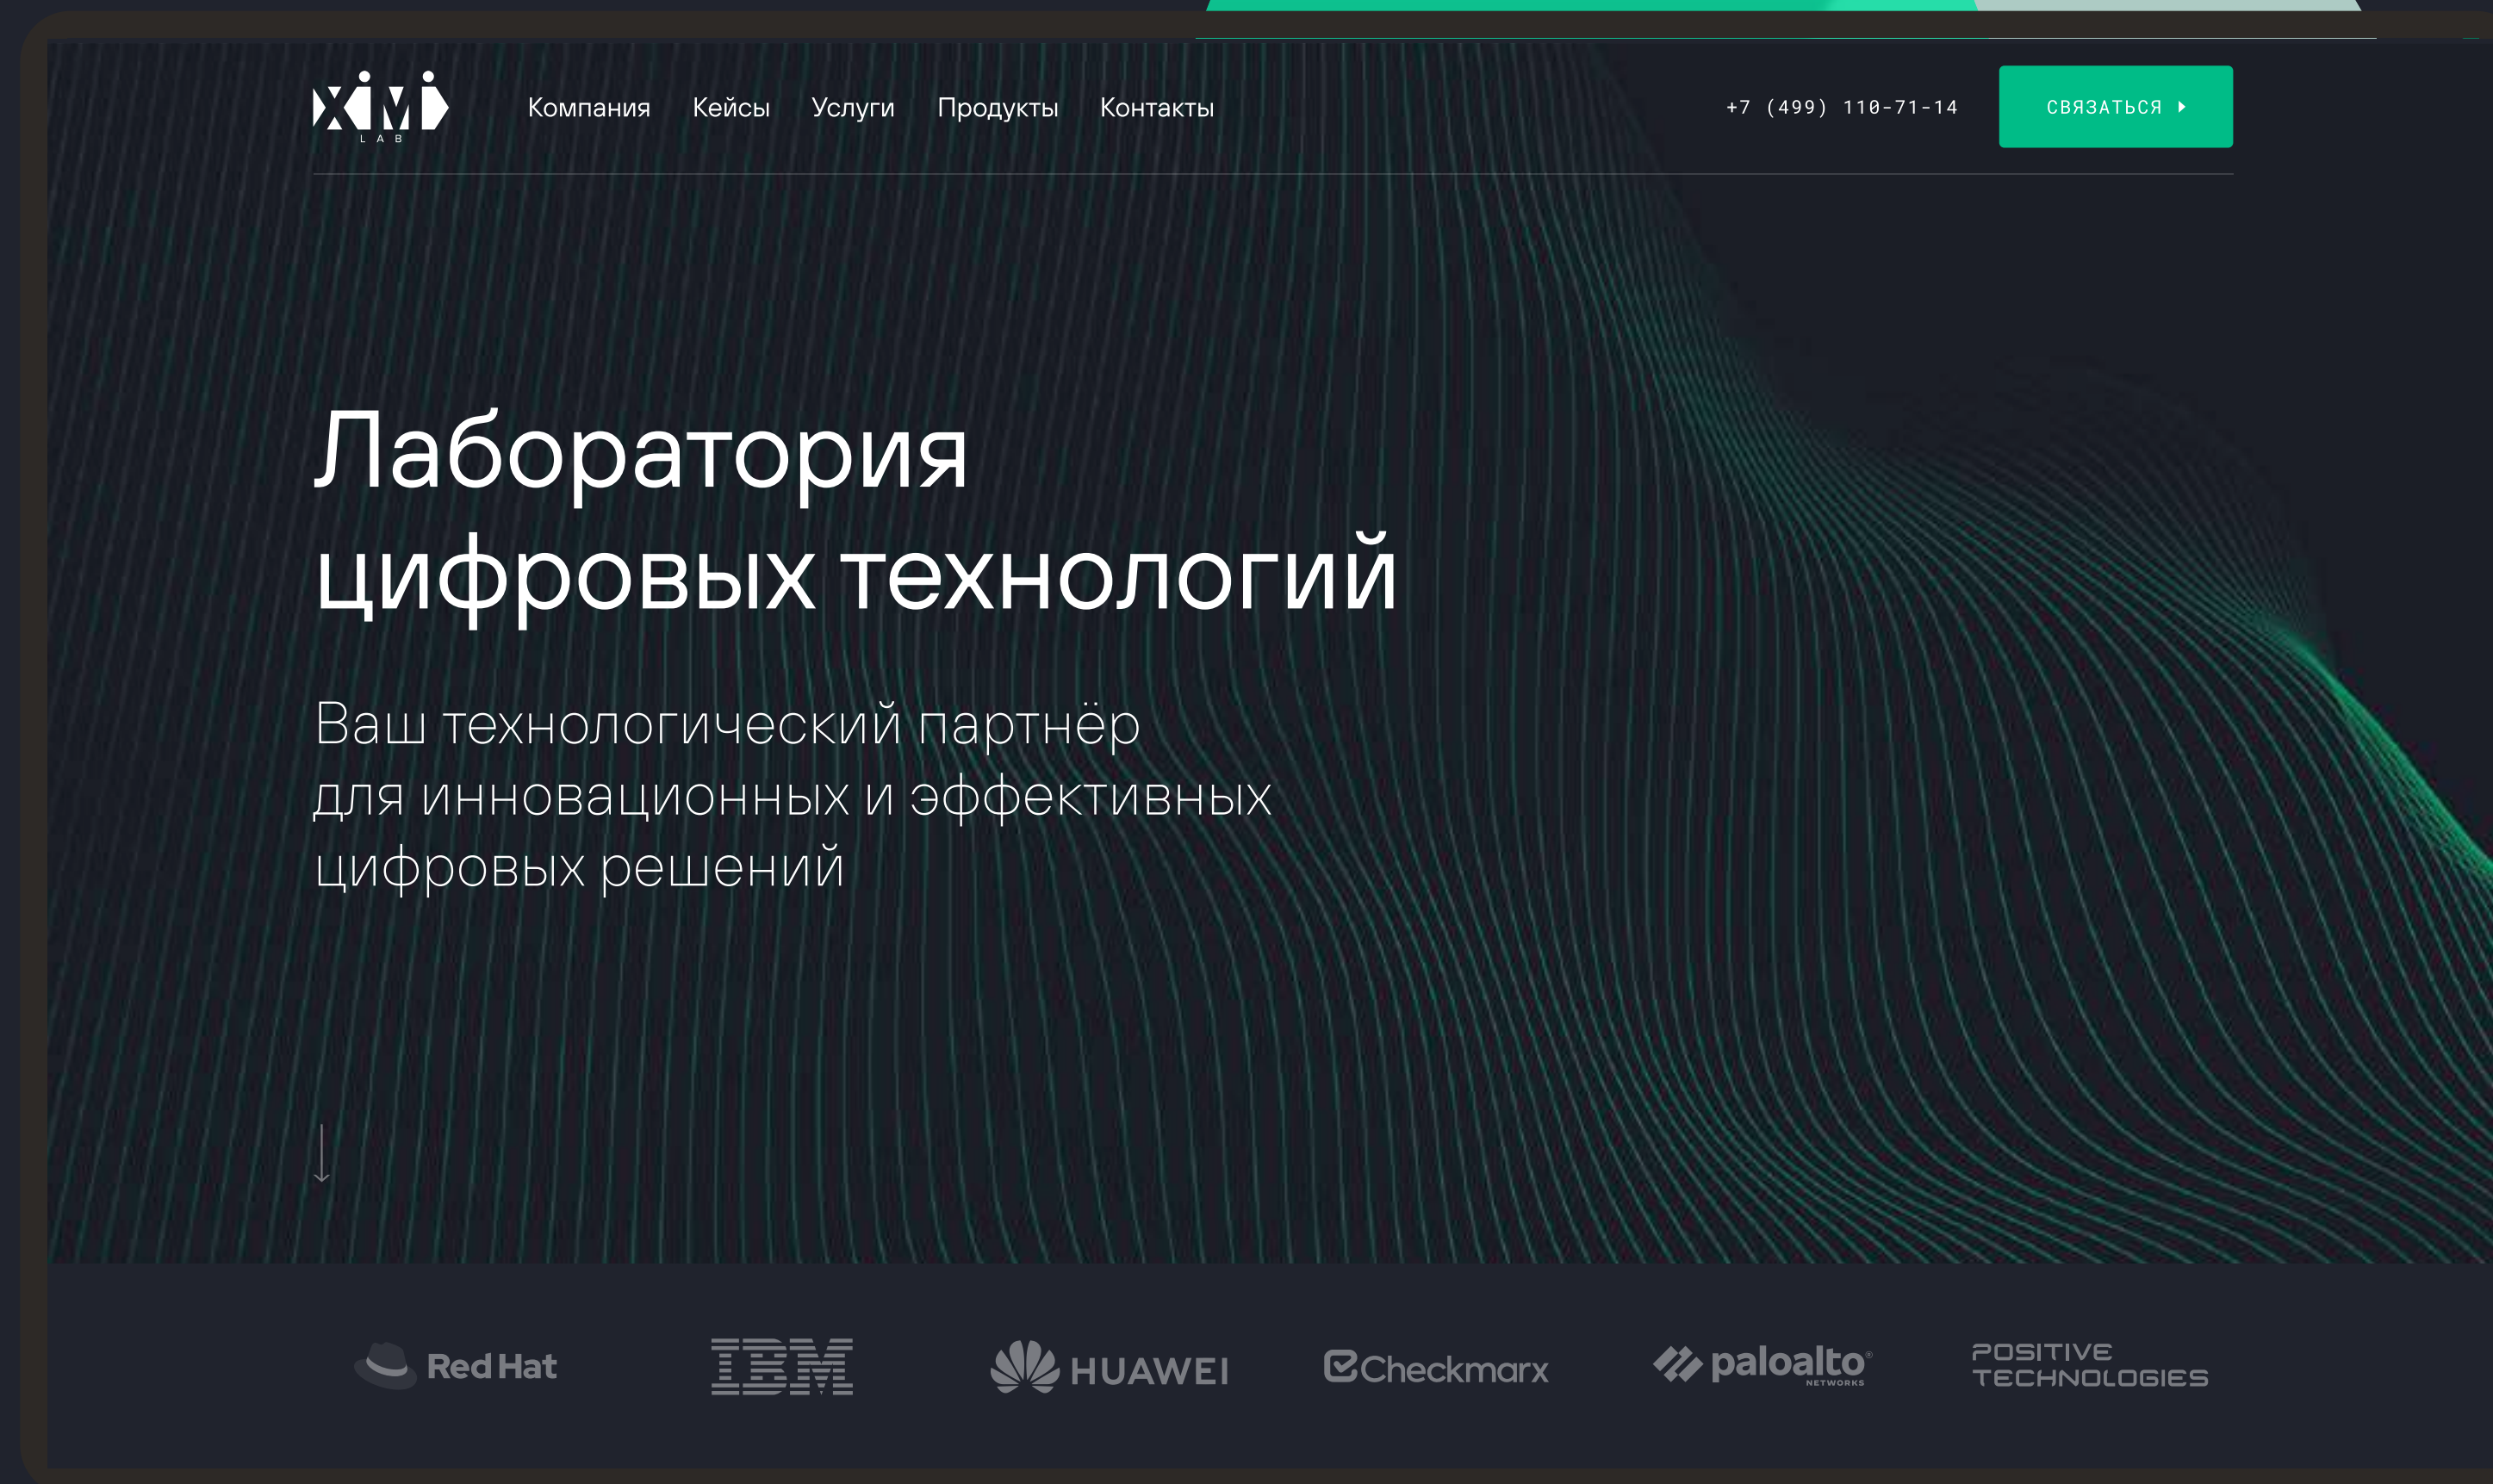 XIMI
LAB
Компания Кейсы Услуги Продукты Контакты
+7 (499) 110-71-14
СВЯЗАТЬСЯ
Лаборатория
цифровых технологий
Ваш технологический партнёр
для инновационных и эффективных
цифровых решений
Red Hat
IBM
HUAWEI
Checkmarx
paloalto®
NETWORKS
POSITIVE
TECHNOLOGIES